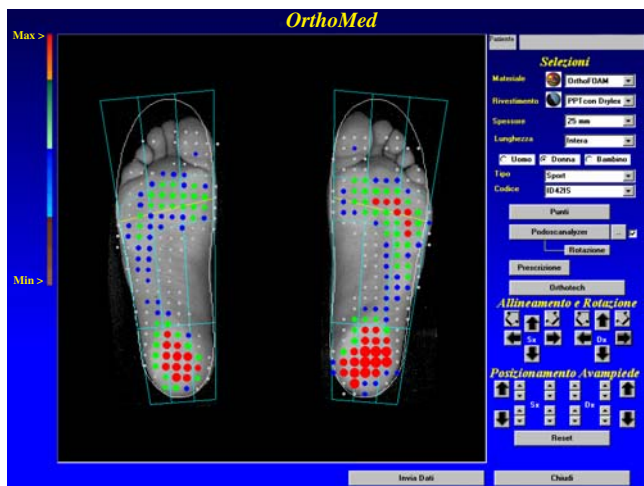 OrthoMed
Max >
Min >
Paziente
Selezioni
Materiale OrthoFOAM
Rivestimento PPT con Drylex
Spessore 25 mm
Lunghezza Intera
Uomo Donna Bambino
Tipo Sport
Codice ID421S
Punti
Podoscanalyzer ...
Rotazione
Prescrizione
Orthotech
Allineamento e Rotazione
Sx Dx
Posizionamento Avampiede
Sx Dx
Reset
Invia Dati Chiudi